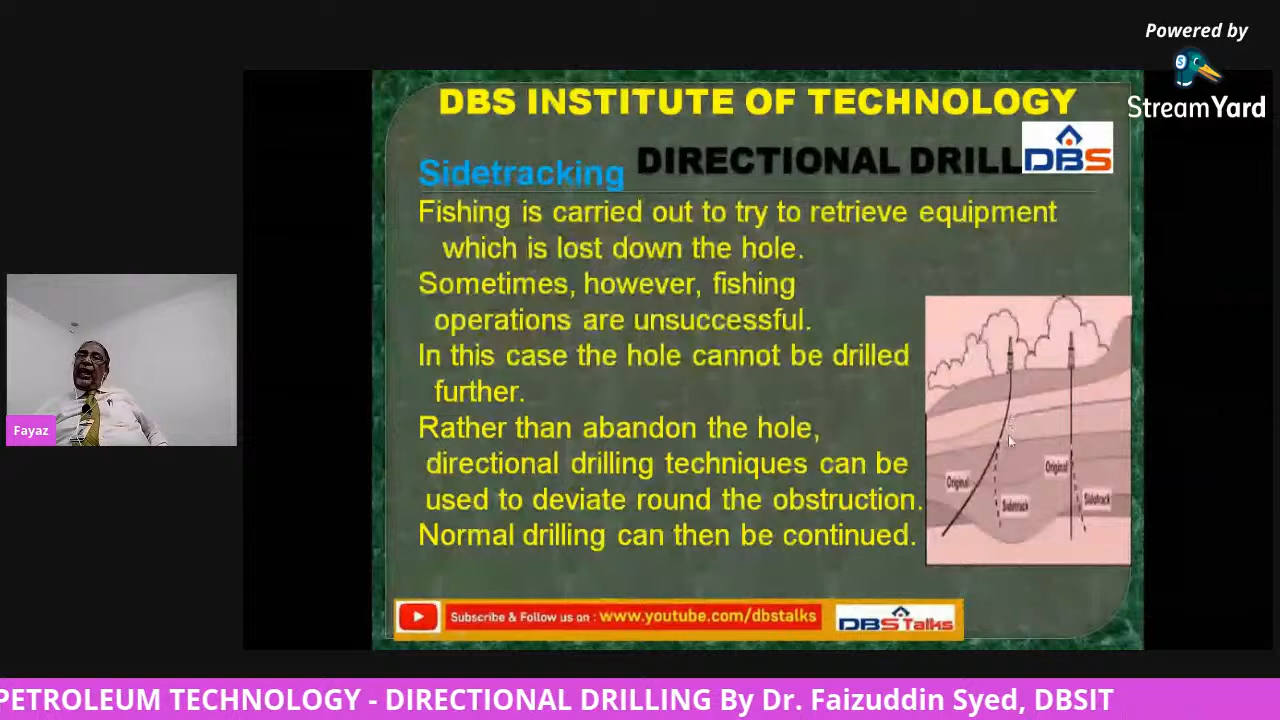 Powered by
StreamYard
DBS INSTITUTE OF TECHNOLOGY
Sidetracking DIRECTIONAL DRILL
DBS
Fishing is carried out to try to retrieve equipment
which is lost down the hole.
Sometimes, however, fishing
operations are unsuccessful.
In this case the hole cannot be drilled
further.
Rather than abandon the hole,
directional drilling techniques can be
used to deviate round the obstruction.
Normal drilling can then be continued.
Original
Sidetrack
Original
Sidetrack
Fayaz
Subscribe & Follow us on : www.youtube.com/dbstalks
DBS Talks
PETROLEUM TECHNOLOGY - DIRECTIONAL DRILLING By Dr. Faizuddin Syed, DBSIT